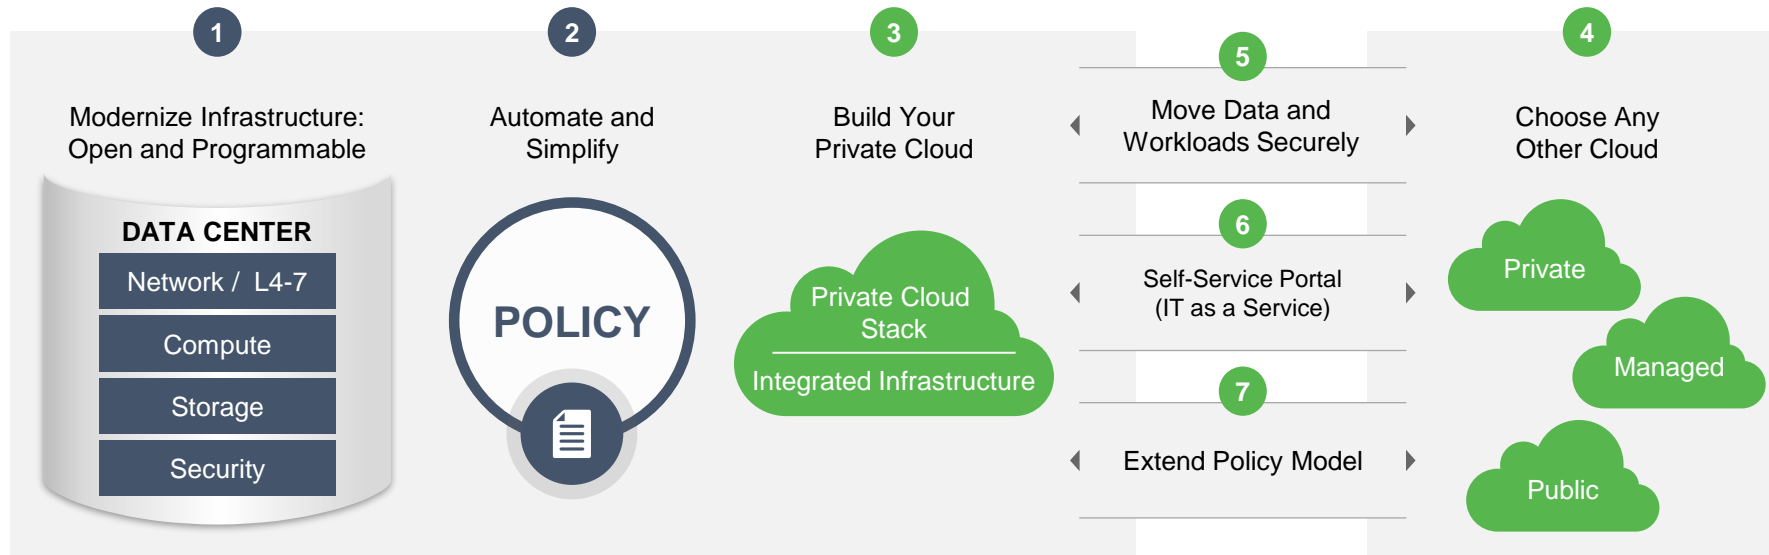 1
Modernize Infrastructure:
Open and Programmable
DATA CENTER
Network / L4-7
Compute
Storage
Security
2
Automate and
Simplify
POLICY
3
Build Your
Private Cloud
Private Cloud
Stack
Integrated Infrastructure
5
Move Data and
Workloads Securely
6
Self-Service Portal
(IT as a Service)
7
Extend Policy Model
4
Choose Any
Other Cloud
Private
Managed
Public